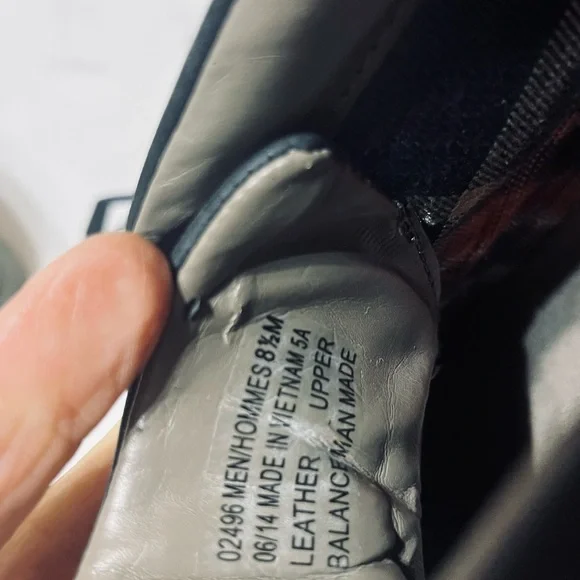 02496 MEN/HOMMES 8½M
06/14 MADE IN VIETNAM 5A
LEATHER UPPER
BALANCE MAN MADE